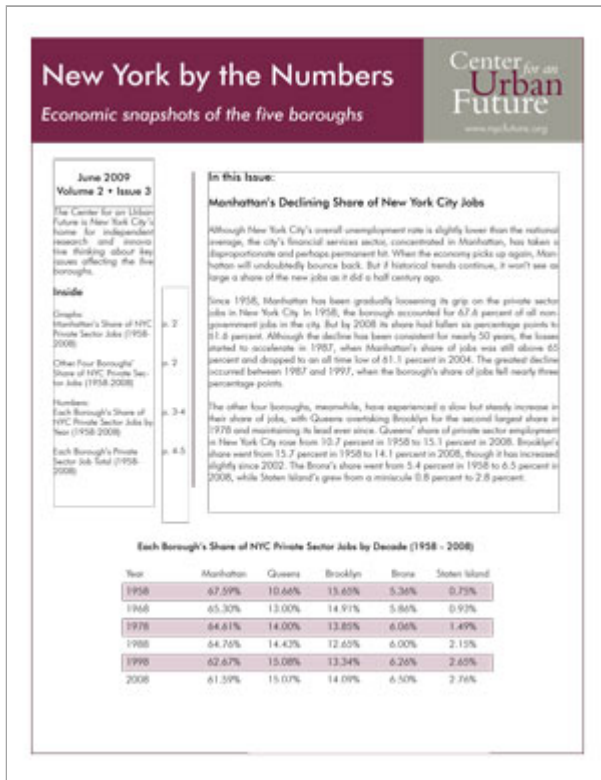 New York by the Numbers
Economic snapshots of the five boroughs
Center for an
Urban
Future
www.nycfuture.org
June 2009
Volume 2 • Issue 3
The Center for an Urban
Future is New York City's
home for independent
research and innova-
tive thinking about key
issues affecting the five
boroughs.
Inside
Graphs:
Manhattan's Share of NYC
Private Sector Jobs (1958-
2008)
p. 2
Other Four Boroughs'
Share of NYC Private Sec-
tor Jobs (1958-2008)
p. 2
Numbers:
Each Borough's Share of
NYC Private Sector Jobs by
Year (1958-2008)
p. 3-4
Each Borough's Private
Sector Job Total (1958-
2008)
p. 4-5
In this Issue:
Manhattan's Declining Share of New York City Jobs
Although New York City's overall unemployment rate is slightly lower than the national
average, the city's financial services sector, concentrated in Manhattan, has taken a
disproportionate and perhaps permanent hit. When the economy picks up again, Man-
hattan will undoubtedly bounce back. But if historical trends continue, it won't see as
large a share of the new jobs as it did a half century ago.
Since 1958, Manhattan has been gradually loosening its grip on the private sector
jobs in New York City. In 1958, the borough accounted for 67.6 percent of all non-
government jobs in the city. But by 2008 its share had fallen six percentage points to
61.6 percent. Although the decline has been consistent for nearly 50 years, the losses
started to accelerate in 1987, when Manhattan's share of jobs was still above 65
percent and dropped to an all time low of 61.1 percent in 2004. The greatest decline
occurred between 1987 and 1997, when the borough's share of jobs fell nearly three
percentage points.
The other four boroughs, meanwhile, have experienced a slow but steady increase in
their share of jobs, with Queens overtaking Brooklyn for the second largest share in
1978 and maintaining its lead ever since. Queens' share of private sector employment
in New York City rose from 10.7 percent in 1958 to 15.1 percent in 2008. Brooklyn's
share went from 15.7 percent in 1958 to 14.1 percent in 2008, though it has increased
slightly since 2002. The Bronx's share went from 5.4 percent in 1958 to 6.5 percent in
2008, while Staten Island's grew from a miniscule 0.8 percent to 2.8 percent.
Each Borough's Share of NYC Private Sector Jobs by Decade (1958 - 2008)
Year Manhattan Queens Brooklyn Bronx Staten Island
1958 67.59% 10.66% 15.65% 5.36% 0.75%
1968 65.30% 13.00% 14.91% 5.86% 0.93%
1978 64.61% 14.00% 13.85% 6.06% 1.49%
1988 64.76% 14.43% 12.65% 6.00% 2.15%
1998 62.67% 15.08% 13.34% 6.26% 2.65%
2008 61.59% 15.07% 14.09% 6.50% 2.76%